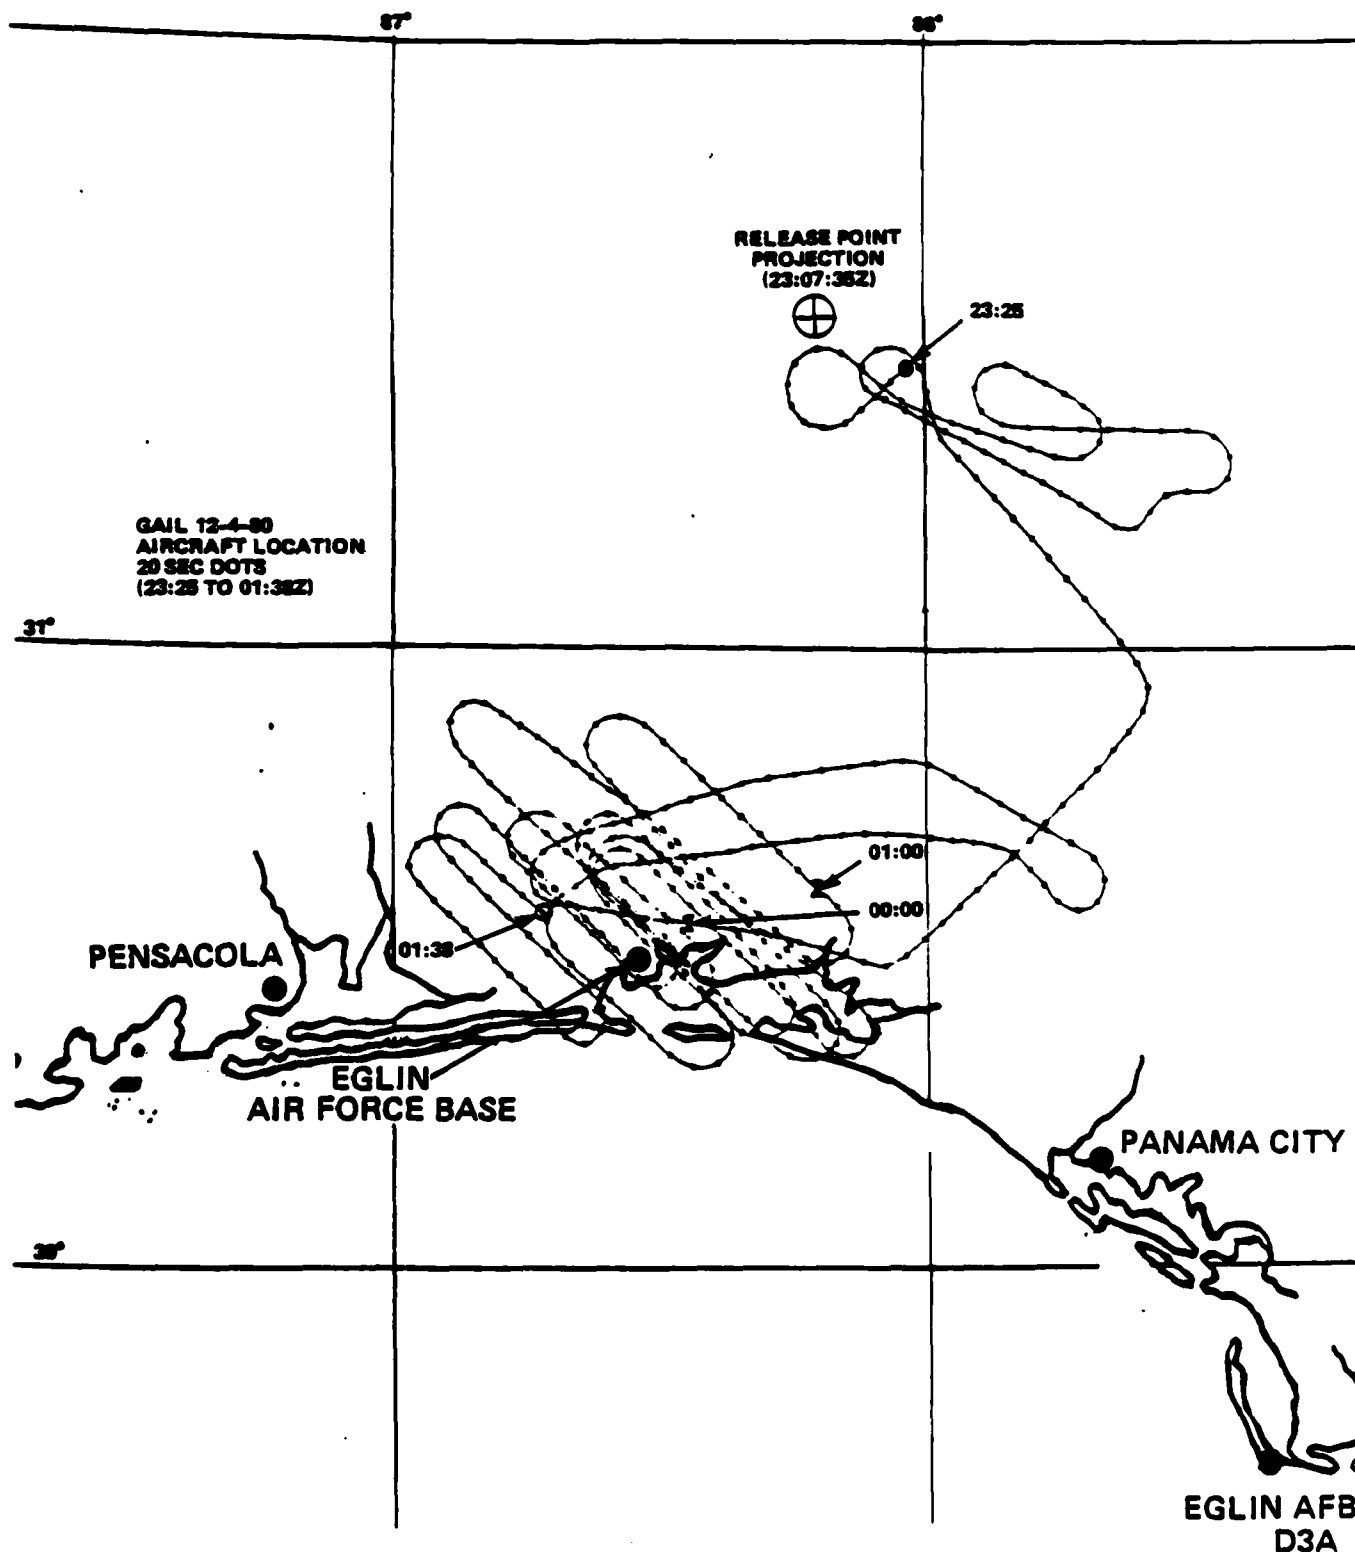 87°
86°
RELEASE POINT
PROJECTION
(23:07:35Z)
23:25
GAIL 12-4-80
AIRCRAFT LOCATION
20 SEC DOTS
(23:25 TO 01:38Z)
31°
01:00
00:00
01:38
PENSACOLA
EGLIN
AIR FORCE BASE
PANAMA CITY
30°
EGLIN AFB
D3A